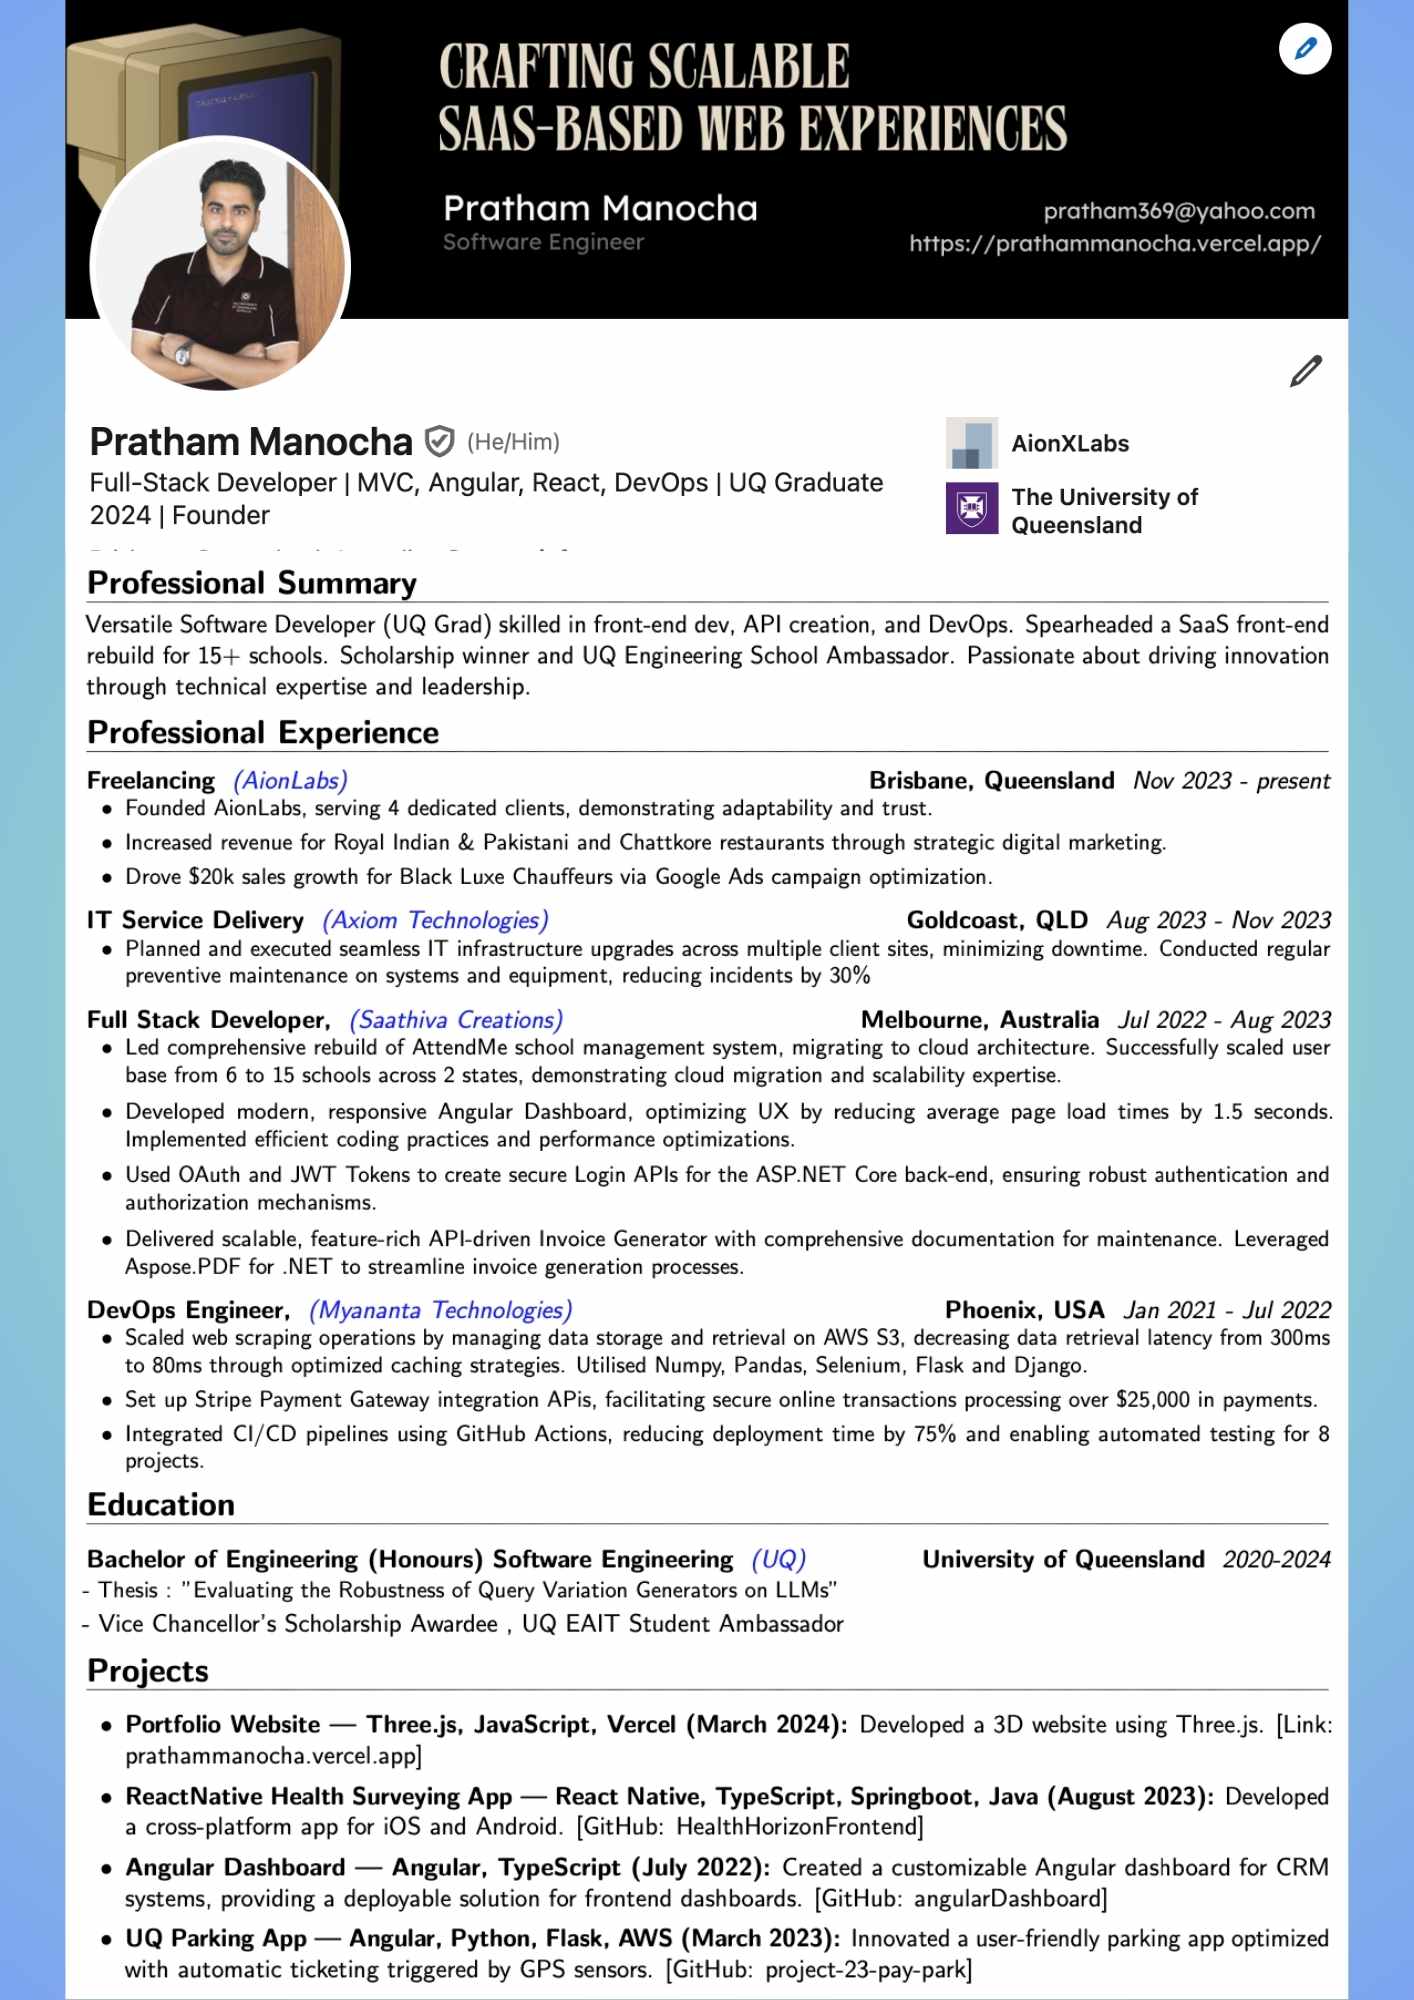 CRAFTING SCALABLE
SAAS-BASED WEB EXPERIENCES
Pratham Manocha
Software Engineer
pratham369@yahoo.com
https://prathammanocha.vercel.app/
Pratham Manocha (He/Him)
Full-Stack Developer | MVC, Angular, React, DevOps | UQ Graduate
2024 | Founder
AionXLabs
The University of
Queensland
Professional Summary
Versatile Software Developer (UQ Grad) skilled in front-end dev, API creation, and DevOps. Spearheaded a SaaS front-end
rebuild for 15+ schools. Scholarship winner and UQ Engineering School Ambassador. Passionate about driving innovation
through technical expertise and leadership.
Professional Experience
Freelancing (AionLabs) Brisbane, Queensland Nov 2023 - present
• Founded AionLabs, serving 4 dedicated clients, demonstrating adaptability and trust.
• Increased revenue for Royal Indian & Pakistani and Chattkore restaurants through strategic digital marketing.
• Drove $20k sales growth for Black Luxe Chauffeurs via Google Ads campaign optimization.
IT Service Delivery (Axiom Technologies) Goldcoast, QLD Aug 2023 - Nov 2023
• Planned and executed seamless IT infrastructure upgrades across multiple client sites, minimizing downtime. Conducted regular
preventive maintenance on systems and equipment, reducing incidents by 30%
Full Stack Developer, (Saathiva Creations) Melbourne, Australia Jul 2022 - Aug 2023
• Led comprehensive rebuild of AttendMe school management system, migrating to cloud architecture. Successfully scaled user
base from 6 to 15 schools across 2 states, demonstrating cloud migration and scalability expertise.
• Developed modern, responsive Angular Dashboard, optimizing UX by reducing average page load times by 1.5 seconds.
Implemented efficient coding practices and performance optimizations.
• Used OAuth and JWT Tokens to create secure Login APIs for the ASP.NET Core back-end, ensuring robust authentication and
authorization mechanisms.
• Delivered scalable, feature-rich API-driven Invoice Generator with comprehensive documentation for maintenance. Leveraged
Aspose.PDF for .NET to streamline invoice generation processes.
DevOps Engineer, (Myananta Technologies) Phoenix, USA Jan 2021 - Jul 2022
• Scaled web scraping operations by managing data storage and retrieval on AWS S3, decreasing data retrieval latency from 300ms
to 80ms through optimized caching strategies. Utilised Numpy, Pandas, Selenium, Flask and Django.
• Set up Stripe Payment Gateway integration APis, facilitating secure online transactions processing over $25,000 in payments.
• Integrated CI/CD pipelines using GitHub Actions, reducing deployment time by 75% and enabling automated testing for 8
projects.
Education
Bachelor of Engineering (Honours) Software Engineering (UQ) University of Queensland 2020-2024
- Thesis : "Evaluating the Robustness of Query Variation Generators on LLMs"
- Vice Chancellor's Scholarship Awardee , UQ EAIT Student Ambassador
Projects
• Portfolio Website — Three.js, JavaScript, Vercel (March 2024): Developed a 3D website using Three.js. [Link:
prathammanocha.vercel.app]
• ReactNative Health Surveying App — React Native, TypeScript, Springboot, Java (August 2023): Developed
a cross-platform app for iOS and Android. [GitHub: HealthHorizonFrontend]
• Angular Dashboard — Angular, TypeScript (July 2022): Created a customizable Angular dashboard for CRM
systems, providing a deployable solution for frontend dashboards. [GitHub: angularDashboard]
• UQ Parking App — Angular, Python, Flask, AWS (March 2023): Innovated a user-friendly parking app optimized
with automatic ticketing triggered by GPS sensors. [GitHub: project-23-pay-park]